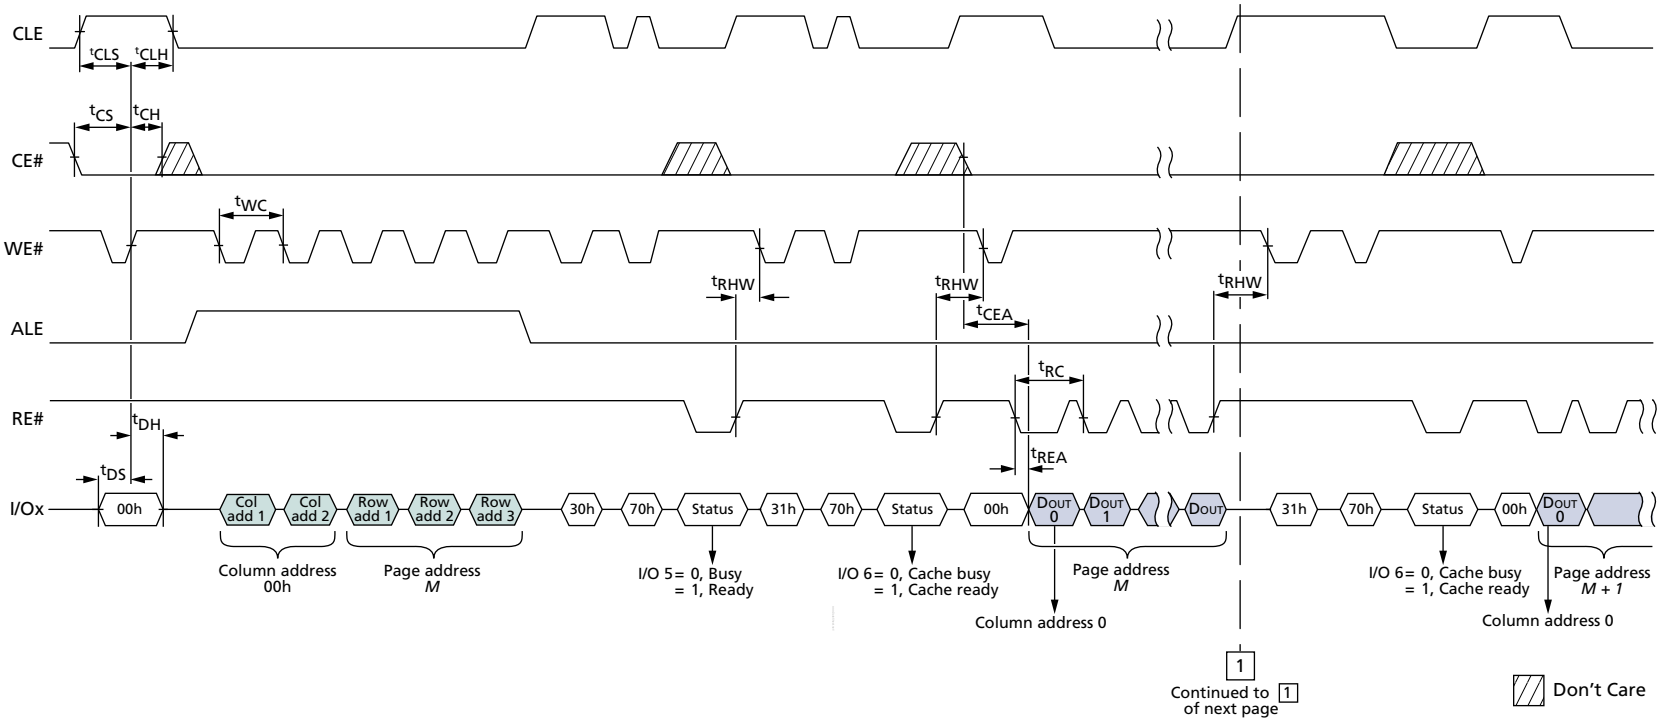 CLE
tCLS tCLH
tCS tCH
CE#
tWC
WE#
tRHW
tRHW
tRHW
tCEA
ALE
tRC
RE#
tDH
tREA
tDS
I/Ox
00h
Col add 1
Col add 2
Row add 1
Row add 2
Row add 3
30h
70h
Status
31h
70h
Status
00h
DOUT 0
DOUT 1
DOUT
31h
70h
Status
00h
DOUT 0
Column address
00h
Page address
M
I/O 5 = 0, Busy
= 1, Ready
I/O 6 = 0, Cache busy
= 1, Cache ready
Page address
M
Column address 0
I/O 6 = 0, Cache busy
= 1, Cache ready
Page address
M + 1
Column address 0
1
Continued to 1
of next page
Don't Care